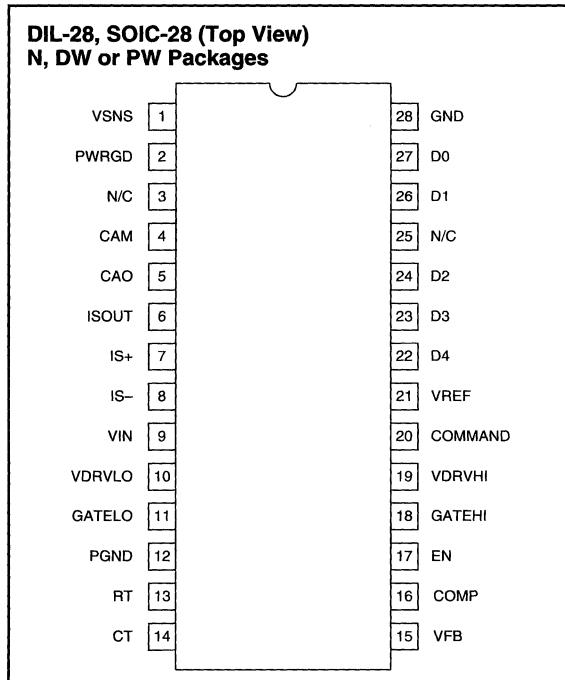 DIL-28, SOIC-28 (Top View)
N, DW or PW Packages
VSNS 1 28 GND
PWRGD 2 27 D0
N/C 3 26 D1
CAM 4 25 N/C
CAO 5 24 D2
ISOUT 6 23 D3
IS+ 7 22 D4
IS– 8 21 VREF
VIN 9 20 COMMAND
VDRVLO 10 19 VDRVHI
GATELO 11 18 GATEHI
PGND 12 17 EN
RT 13 16 COMP
CT 14 15 VFB